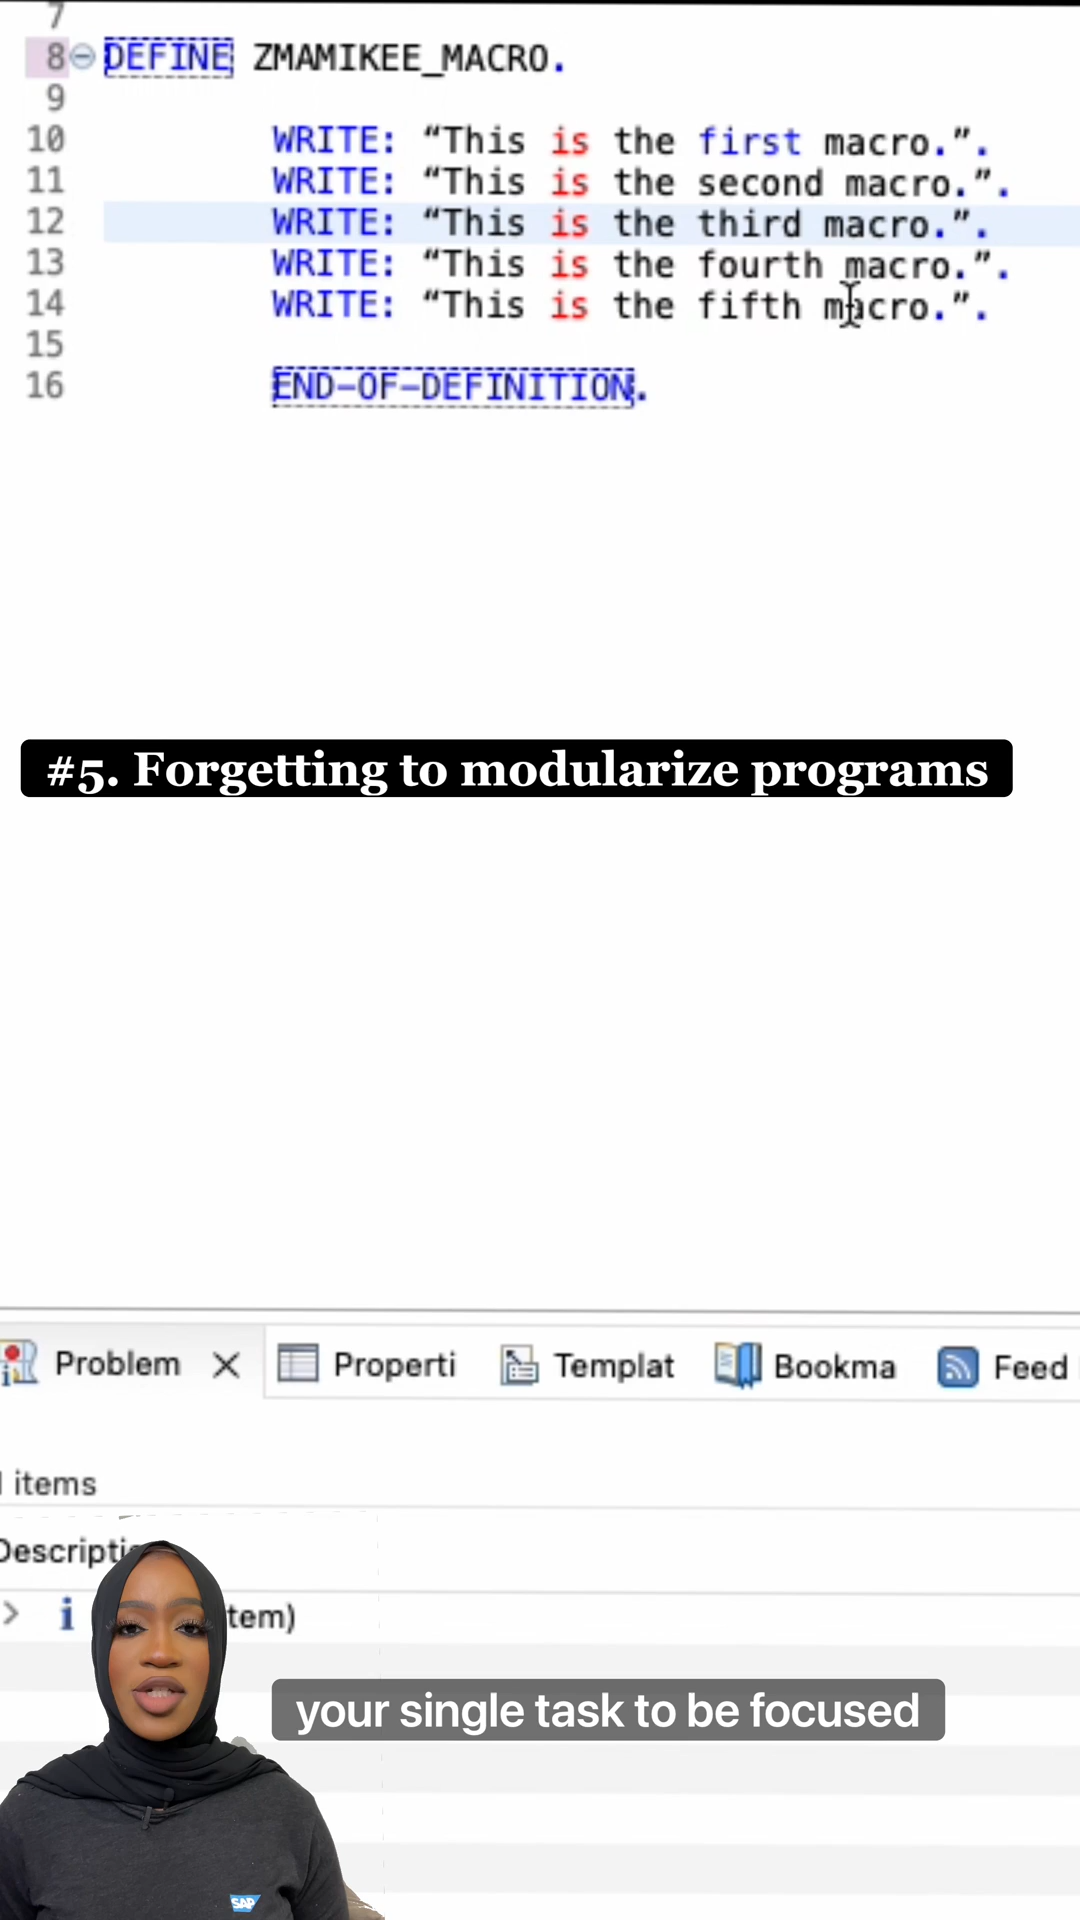 7
8 DEFINE ZMAMIKEE_MACRO.
9
10 WRITE: “This is the first macro.”.
11 WRITE: “This is the second macro.”.
12 WRITE: “This is the third macro.”.
13 WRITE: “This is the fourth macro.”.
14 WRITE: “This is the fifth macro.”.
15
16 END-OF-DEFINITION.
#5. Forgetting to modularize programs
Problem Properti Templat Bookma Feed
items
Descripti
i tem)
your single task to be focused
SAP